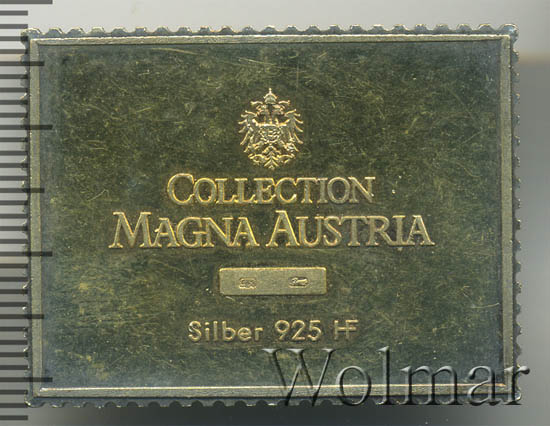 COLLECTION
MAGNA AUSTRIA
Silber 925 HF
Wolmar